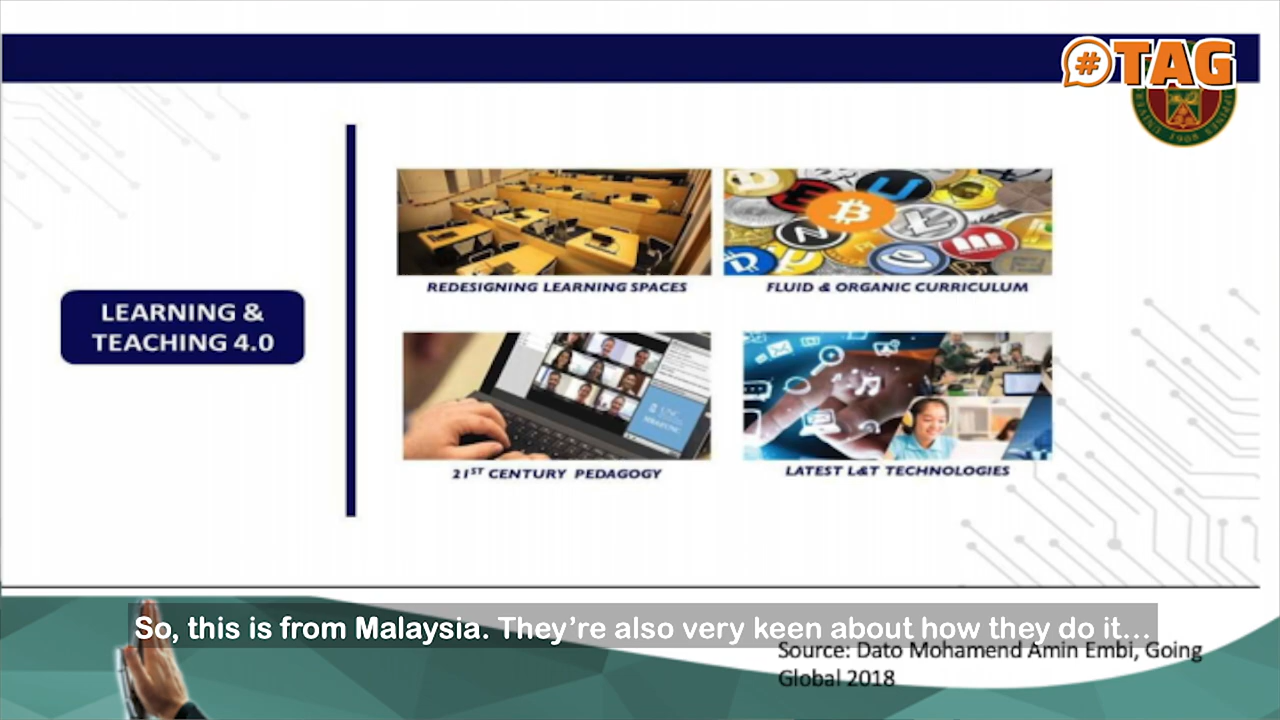 #TAG
1908
LEARNING &
TEACHING 4.0
REDESIGNING LEARNING SPACES
FLUID & ORGANIC CURRICULUM
21ST CENTURY PEDAGOGY
LATEST L&T TECHNOLOGIES
So, this is from Malaysia. They're also very keen about how they do it...
Source: Dato Mohamend Amin Embi, Going
Global 2018